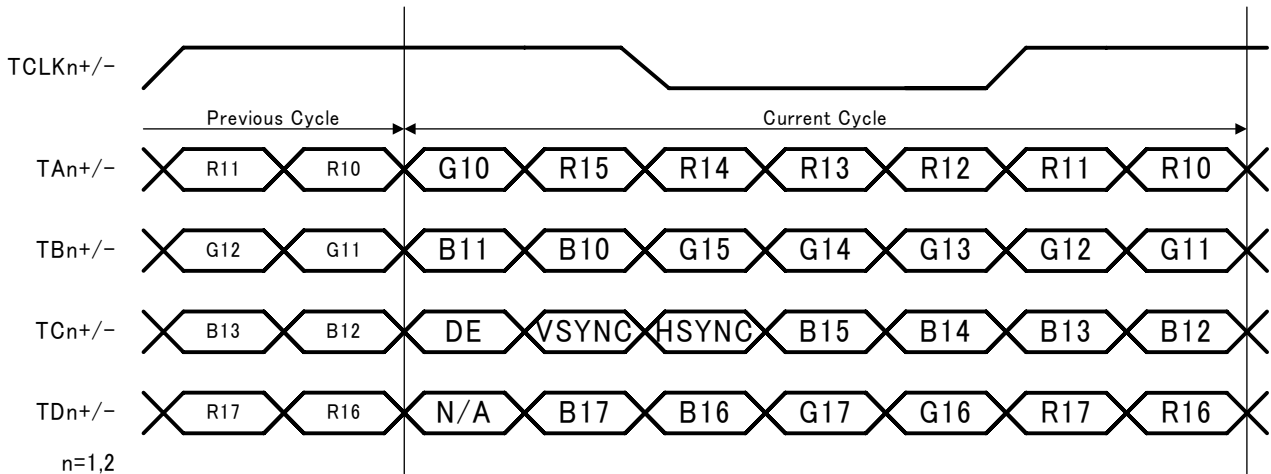 TCLKn+/-
Previous Cycle Current Cycle
TAn+/- R11 R10 G10 R15 R14 R13 R12 R11 R10
TBn+/- G12 G11 B11 B10 G15 G14 G13 G12 G11
TCn+/- B13 B12 DE VSYNC HSYNC B15 B14 B13 B12
TDn+/- R17 R16 N/A B17 B16 G17 G16 R17 R16
n=1,2